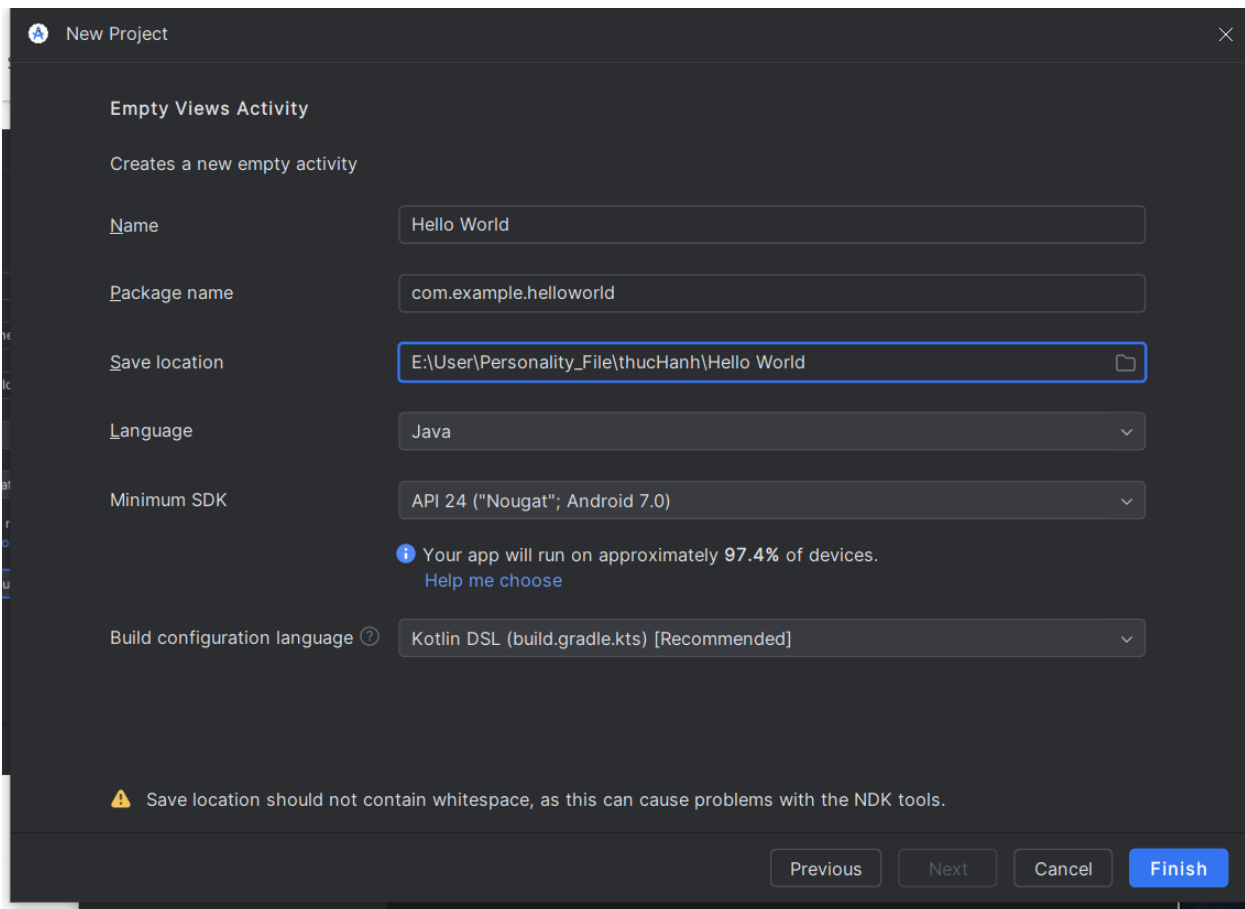 New Project
Empty Views Activity
Creates a new empty activity
Name
Hello World
Package name
com.example.helloworld
Save location
E:\User\Personality_File\thucHanh\Hello World
Language
Java
Minimum SDK
API 24 ("Nougat"; Android 7.0)
Your app will run on approximately 97.4% of devices.
Help me choose
Build configuration language
Kotlin DSL (build.gradle.kts) [Recommended]
Save location should not contain whitespace, as this can cause problems with the NDK tools.
Previous
Next
Cancel
Finish